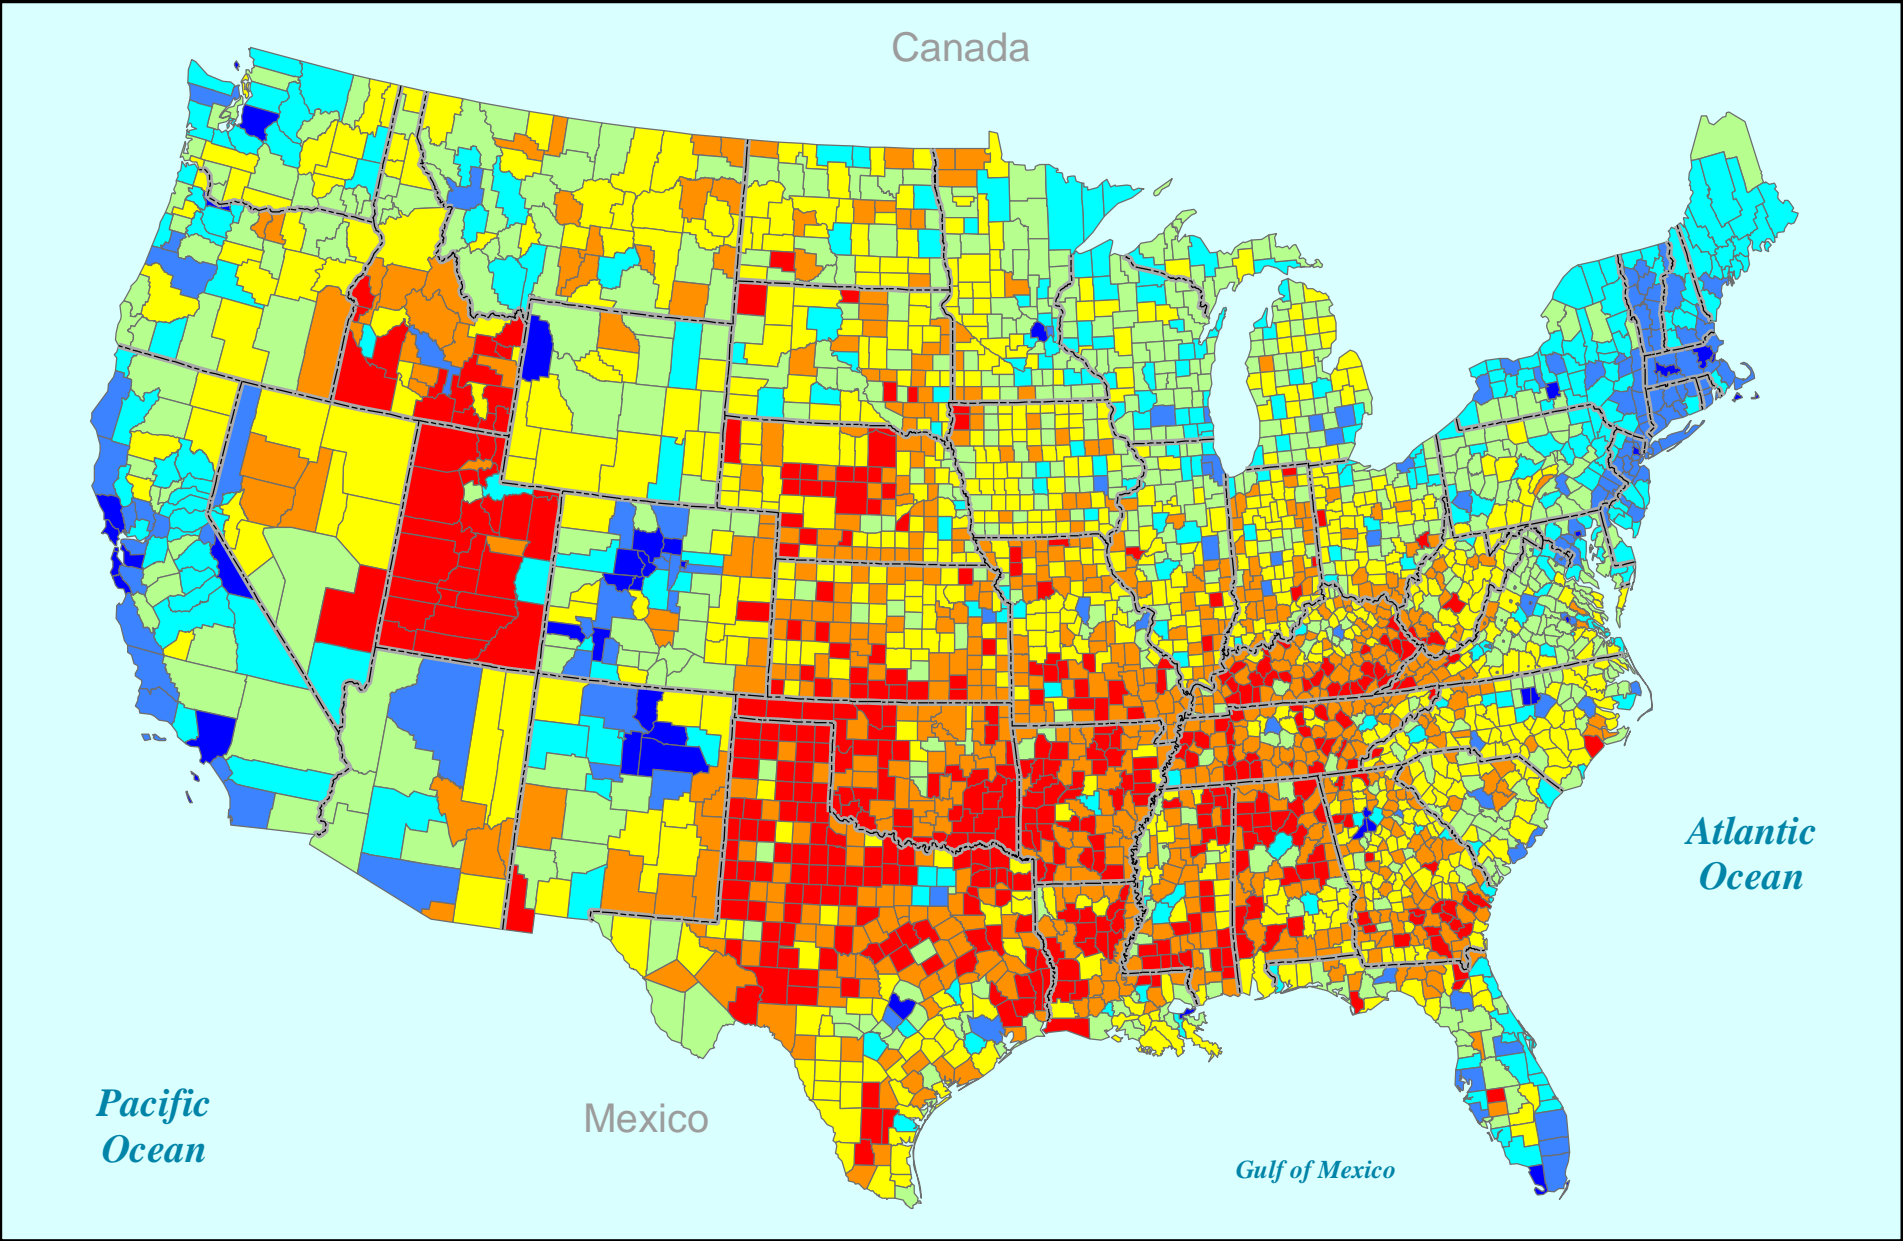 Canada
Atlantic
Ocean
Pacific
Ocean
Mexico
Gulf of Mexico